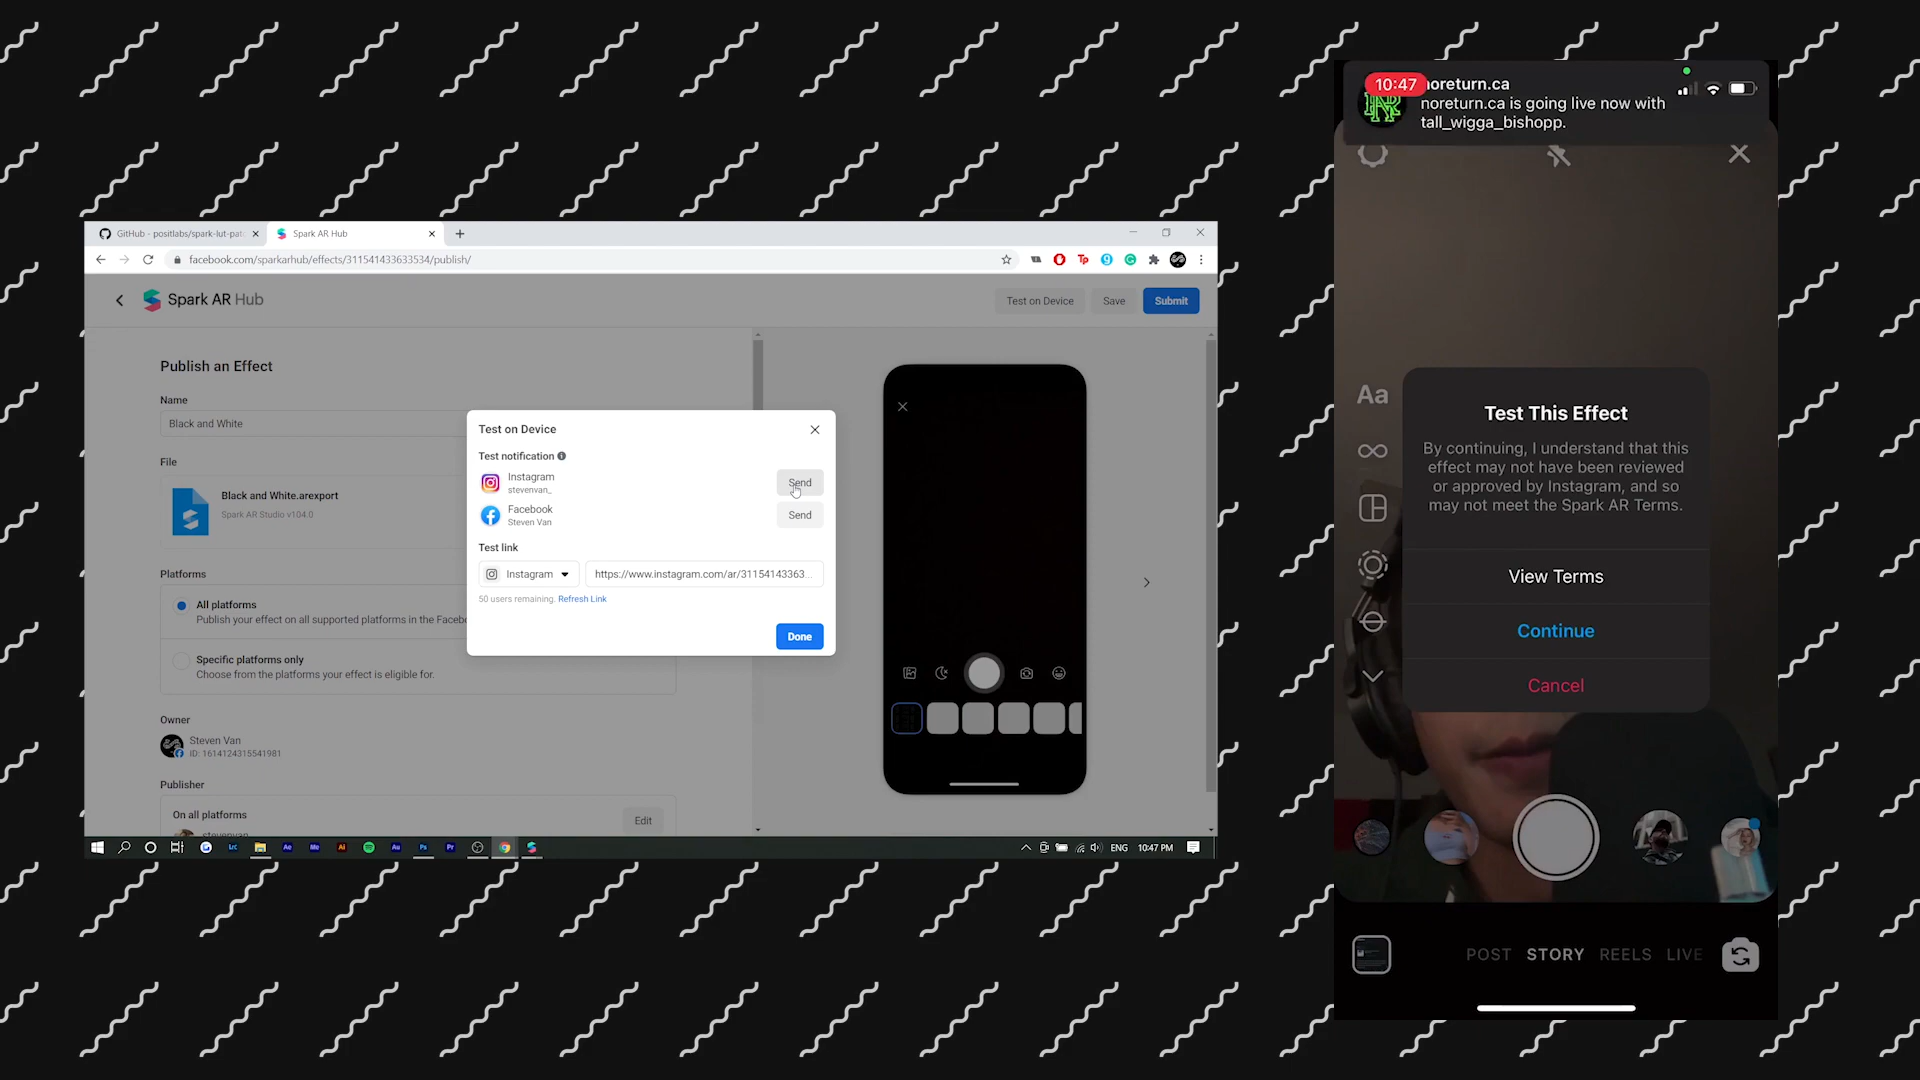 GitHub - positlabs/spark-lut-pat
Spark AR Hub
facebook.com/sparkarhub/effects/311541433633534/publish/
Spark AR Hub
Test on Device
Save
Submit
Publish an Effect
Name
Black and White
File
Black and White.arexport
Spark AR Studio v104.0
Platforms
All platforms
Publish your effect on all supported platforms in the Faceb
Specific platforms only
Choose from the platforms your effect is eligible for.
Owner
Steven Van
ID: 1614124315541981
Publisher
On all platforms
Edit
stevenvan_
Test on Device
Test notification
Instagram
stevenvan_
Send
Facebook
Steven Van
Send
Test link
Instagram
https://www.instagram.com/ar/31154143363...
50 users remaining. Refresh Link
Done
ENG
10:47 PM
10:47
noreturn.ca
noreturn.ca is going live now with
tall_wigga_bishopp.
Aa
Test This Effect
By continuing, I understand that this
effect may not have been reviewed
or approved by Instagram, and so
may not meet the Spark AR Terms.
View Terms
Continue
Cancel
POST STORY REELS LIVE